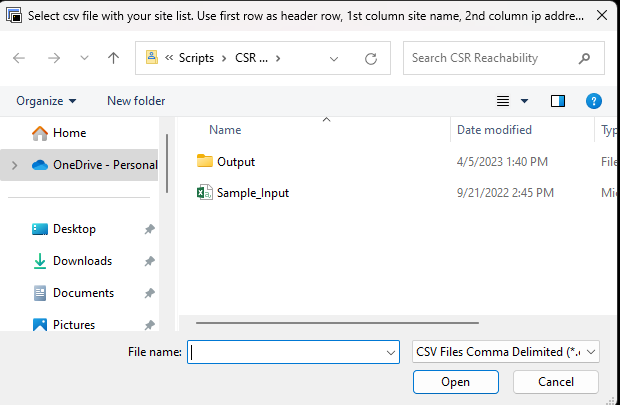 Select csv file with your site list. Use first row as header row, 1st column site name, 2nd column ip addre...
« Scripts > CSR ... >
Search CSR Reachability
Organize
New folder
Home
OneDrive - Personal
Desktop
Downloads
Documents
Pictures
Name
Date modified
Typ
Output
4/5/2023 1:40 PM
File
Sample_Input
9/21/2022 2:45 PM
Mi
File name:
CSV Files Comma Delimited (*.c
Open
Cancel